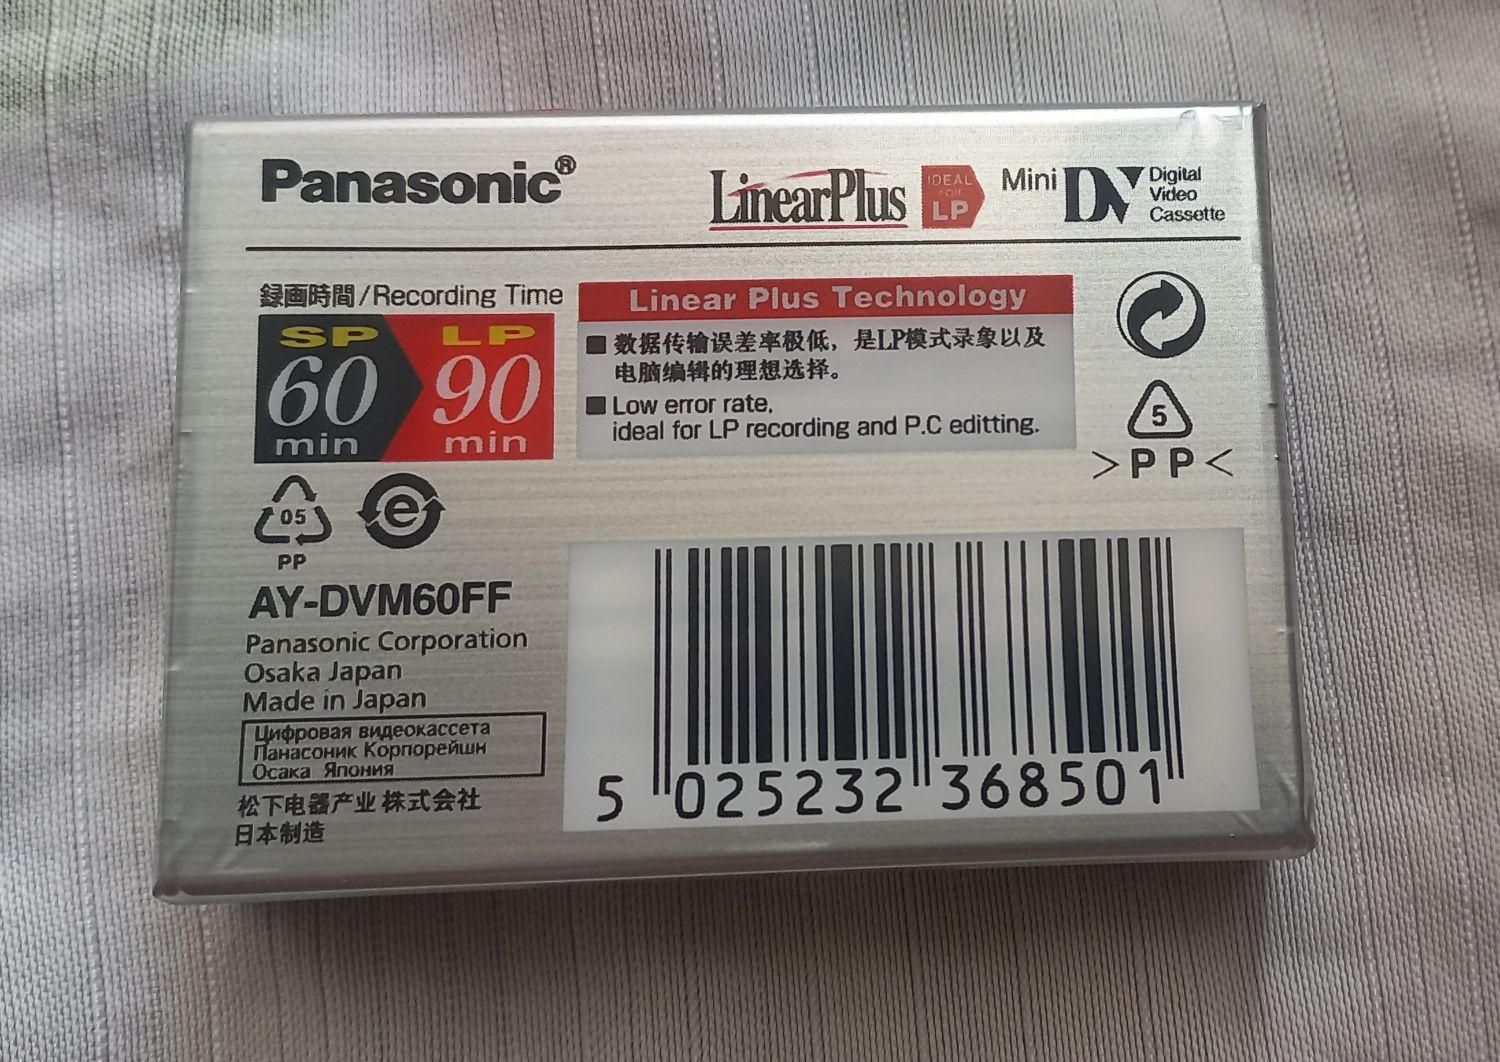 Panasonic®
LinearPlus
IDEAL
FOR
LP
Mini DV Digital
Video
Cassette
録画時間/Recording Time
SP LP
60 90
min min
Linear Plus Technology
■ 数据传输误差率极低，是LP模式录象以及
电脑编辑的理想选择。
■ Low error rate,
ideal for LP recording and P.C editting.
5
>PP<
05
PP
e
AY-DVM60FF
Panasonic Corporation
Osaka Japan
Made in Japan
Цифровая видеокассета
Панасоник Корпорейшн
Осака Япония
松下电器产业 株式会社
日本制造
5 025232 368501